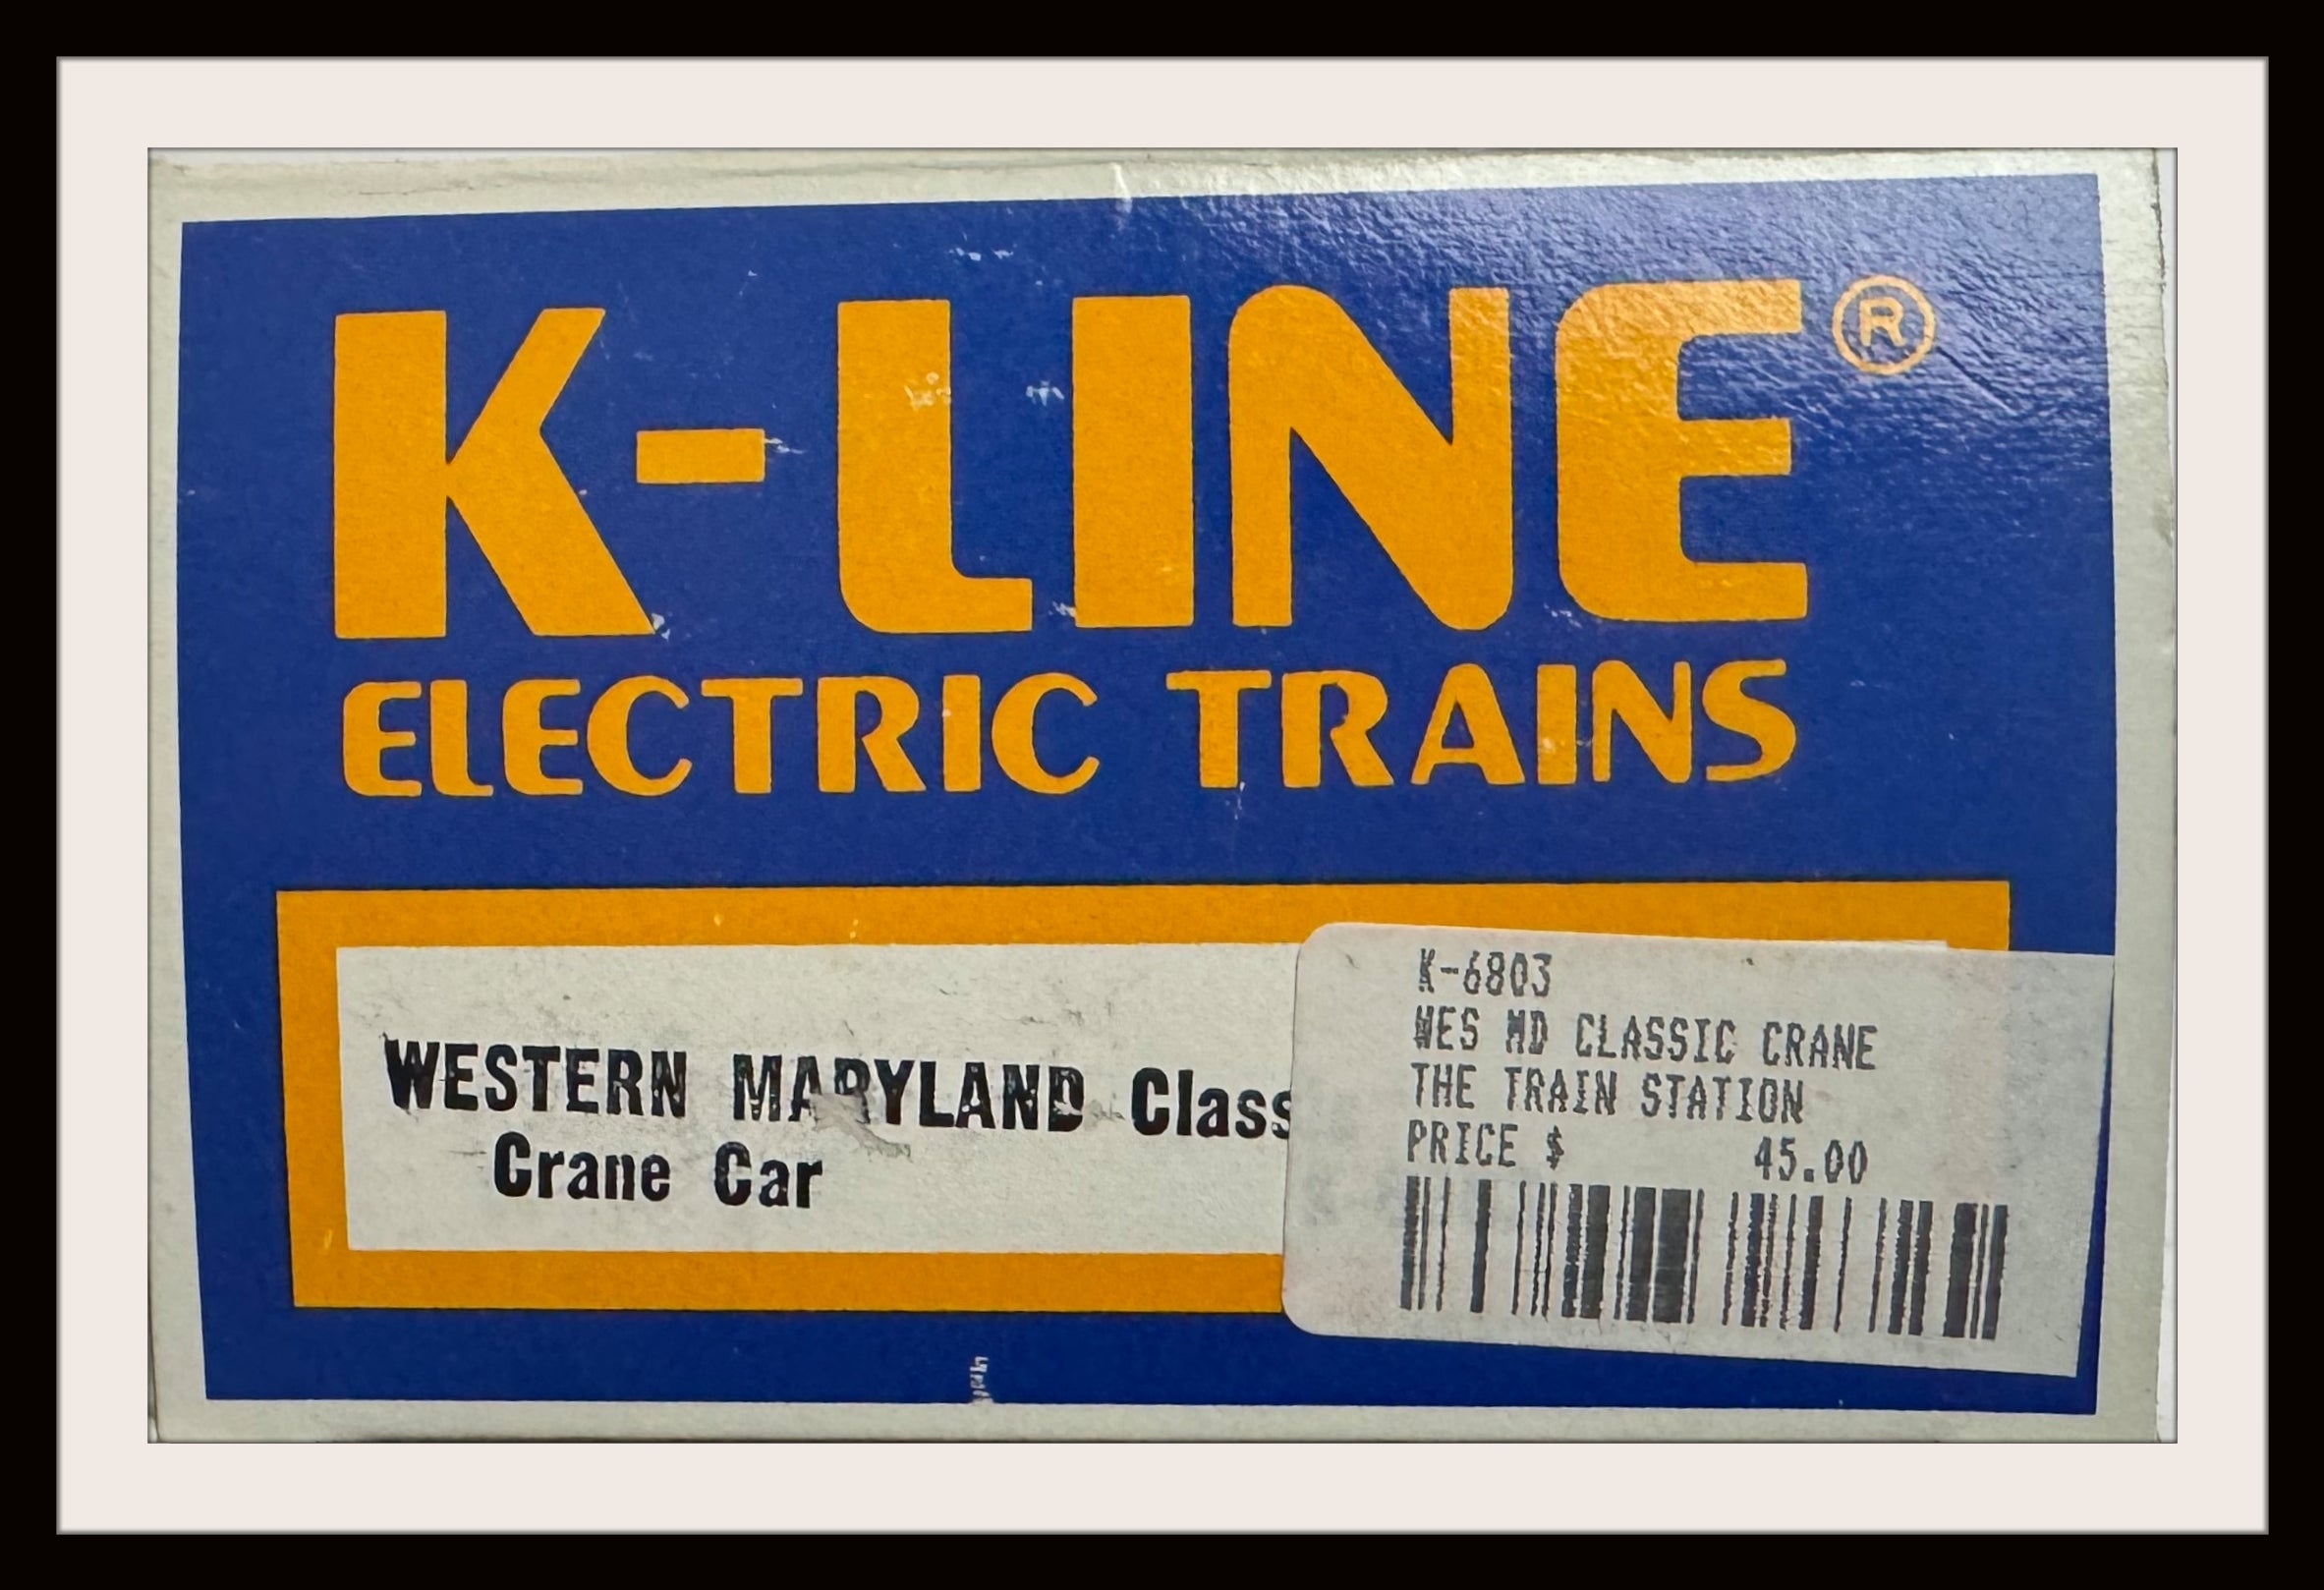 K-LINE®
ELECTRIC TRAINS
WESTERN MARYLAND Class
Crane Car
K-6803
WES MD CLASSIC CRANE
THE TRAIN STATION
PRICE $ 45.00